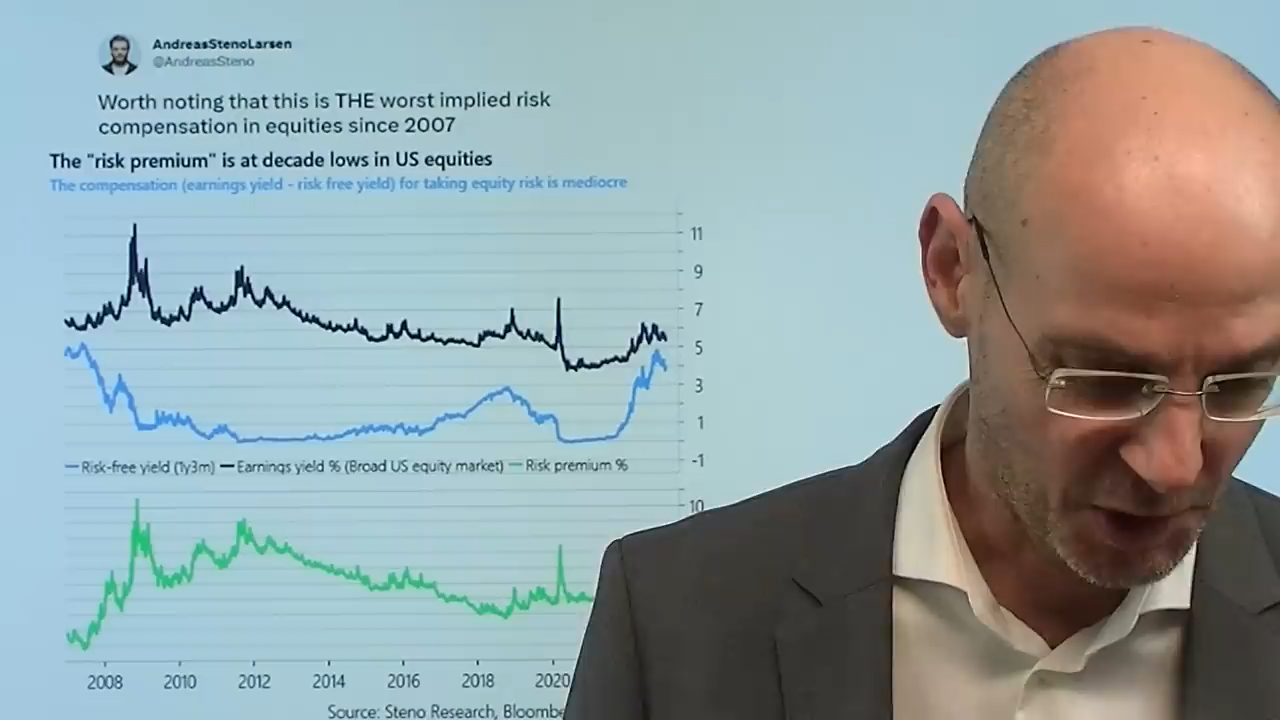 AndreasStenoLarsen
@AndreasSteno
Worth noting that this is THE worst implied risk
compensation in equities since 2007
The "risk premium" is at decade lows in US equities
The compensation (earnings yield - risk free yield) for taking equity risk is mediocre
11
9
7
5
3
1
-1
Risk-free yield (1y3m) Earnings yield % (Broad US equity market) Risk premium %
10
2008 2010 2012 2014 2016 2018 2020
Source: Steno Research,